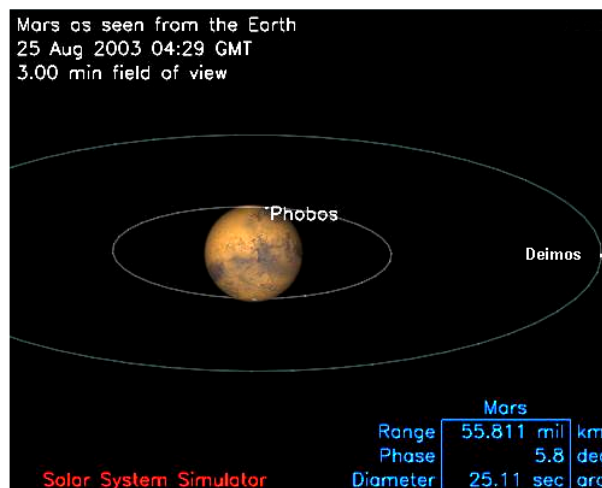 Mars as seen from the Earth
25 Aug 2003 04:29 GMT
3.00 min field of view
Phobos
Deimos
Mars
Range 55.811 mil km
Phase 5.8 deg
Diameter 25.11 sec arc
Solar System Simulator